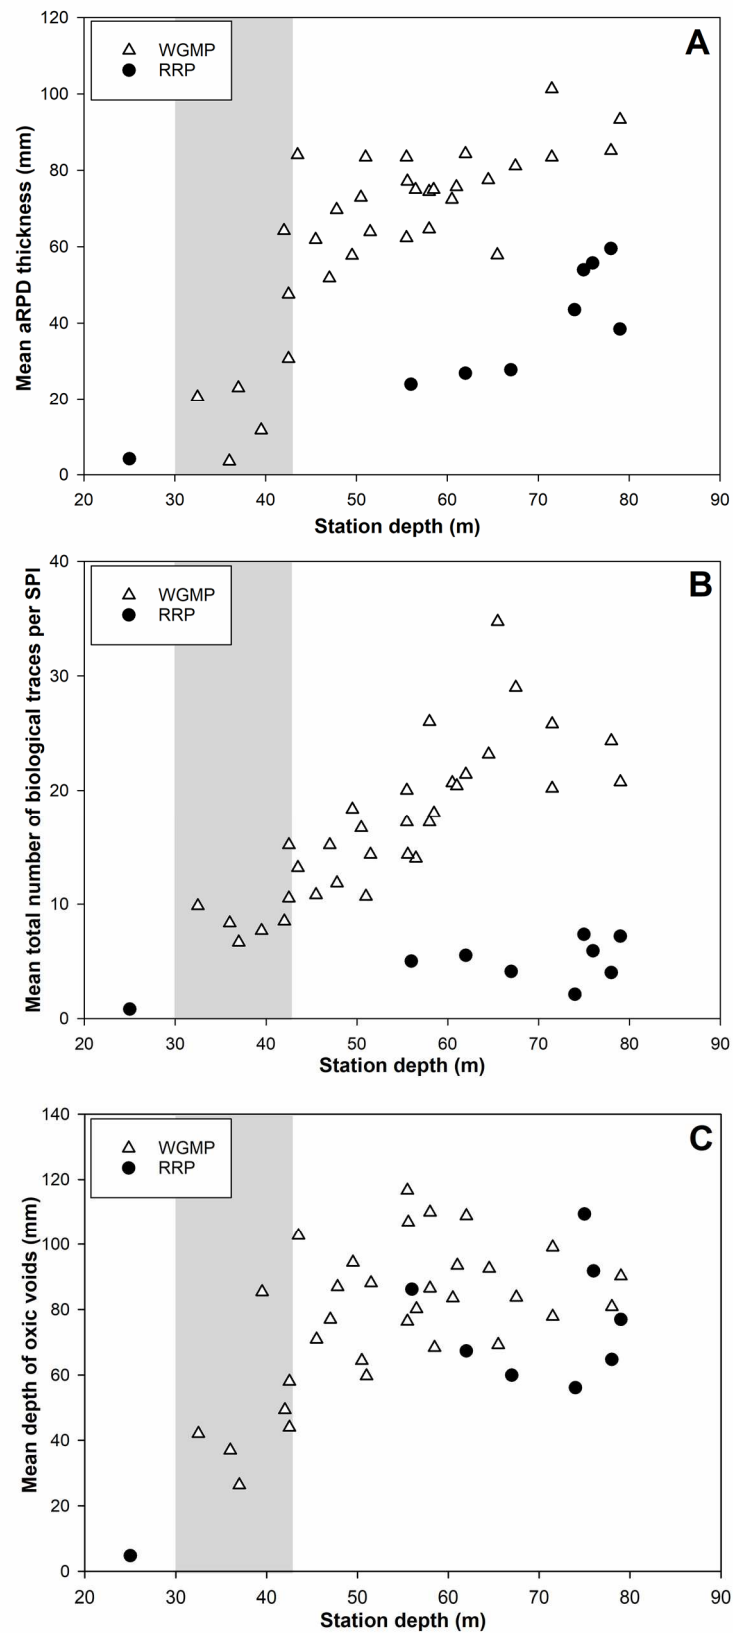 120
100
80
60
40
20
0
Mean aRPD thickness (mm)
WGMP
RRP
A
20 30 40 50 60 70 80 90
Station depth (m)
40
30
20
10
0
Mean total number of biological traces per SPI
WGMP
RRP
B
20 30 40 50 60 70 80 90
Station depth (m)
140
120
100
80
60
40
20
0
Mean depth of oxic voids (mm)
WGMP
RRP
C
20 30 40 50 60 70 80 90
Station depth (m)